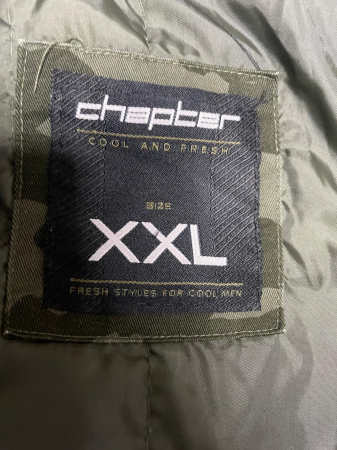 chapter
COOL AND FRESH
SIZE
XXL
FRESH STYLES FOR COOL MEN